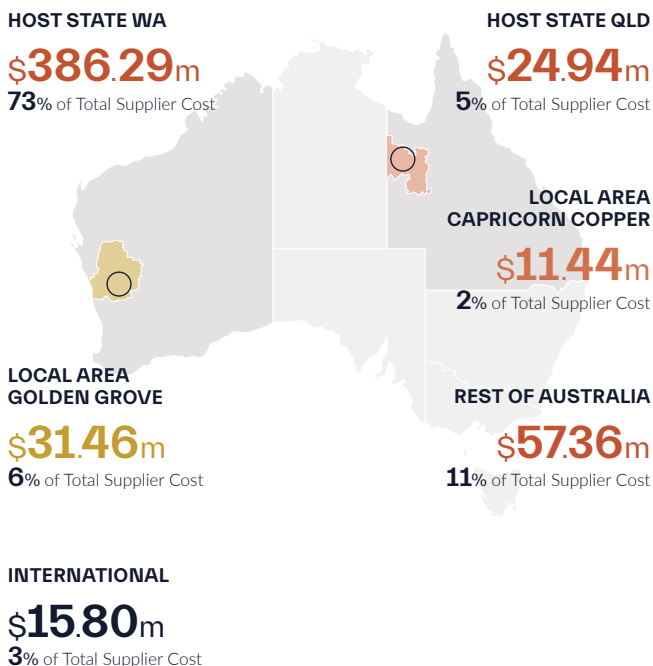 HOST STATE WA
$386.29m
73% of Total Supplier Cost
HOST STATE QLD
$24.94m
5% of Total Supplier Cost
LOCAL AREA
CAPRICORN COPPER
$11.44m
2% of Total Supplier Cost
LOCAL AREA
GOLDEN GROVE
$31.46m
6% of Total Supplier Cost
REST OF AUSTRALIA
$57.36m
11% of Total Supplier Cost
INTERNATIONAL
$15.80m
3% of Total Supplier Cost